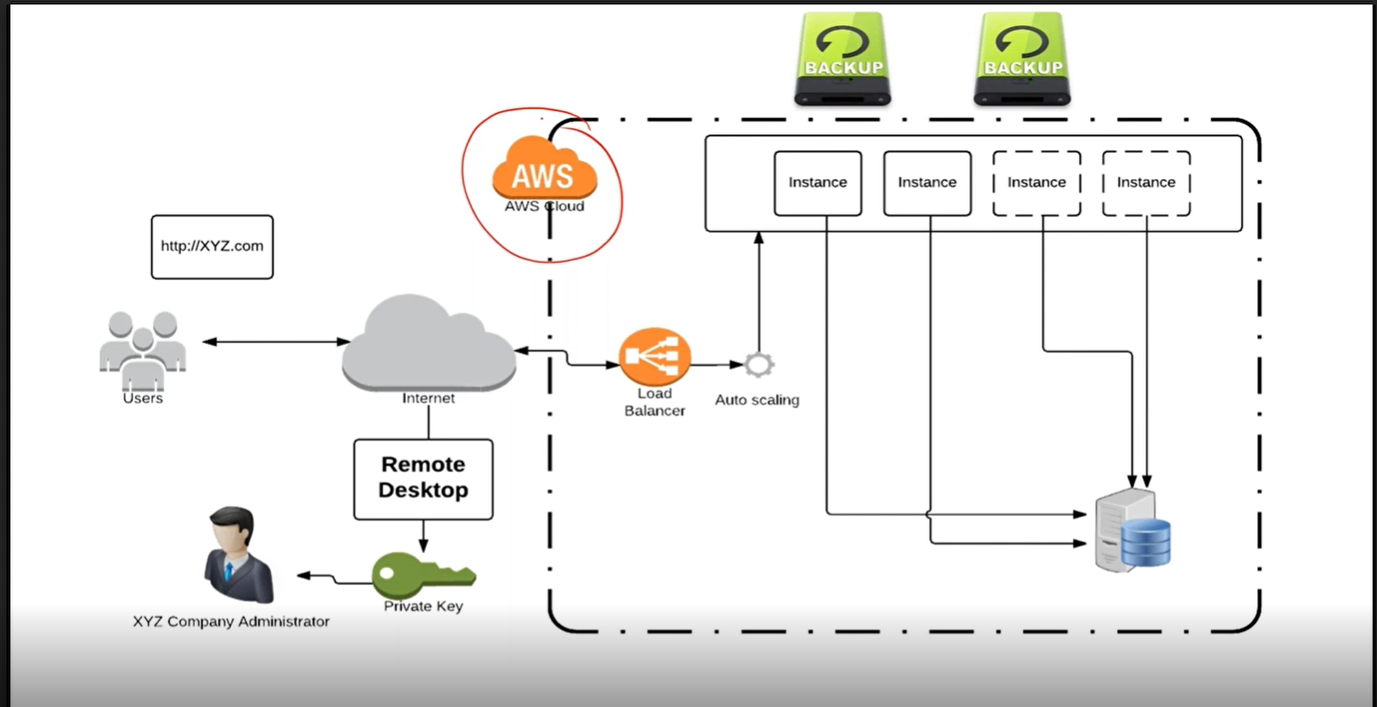 BACKUP
BACKUP
AWS
AWS Cloud
Instance
Instance
Instance
Instance
http://XYZ.com
Users
Internet
Load
Balancer
Auto scaling
Remote
Desktop
Private Key
XYZ Company Administrator